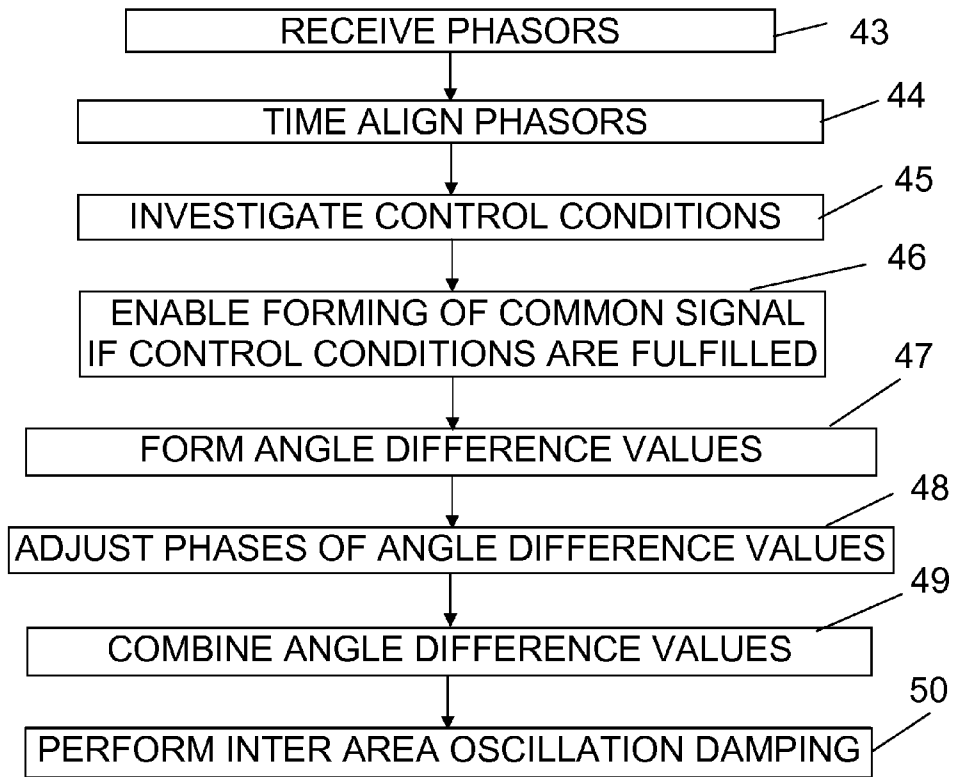 RECEIVE PHASORS
43
TIME ALIGN PHASORS
44
INVESTIGATE CONTROL CONDITIONS
45
ENABLE FORMING OF COMMON SIGNAL
IF CONTROL CONDITIONS ARE FULFILLED
46
FORM ANGLE DIFFERENCE VALUES
47
ADJUST PHASES OF ANGLE DIFFERENCE VALUES
48
COMBINE ANGLE DIFFERENCE VALUES
49
PERFORM INTER AREA OSCILLATION DAMPING
50